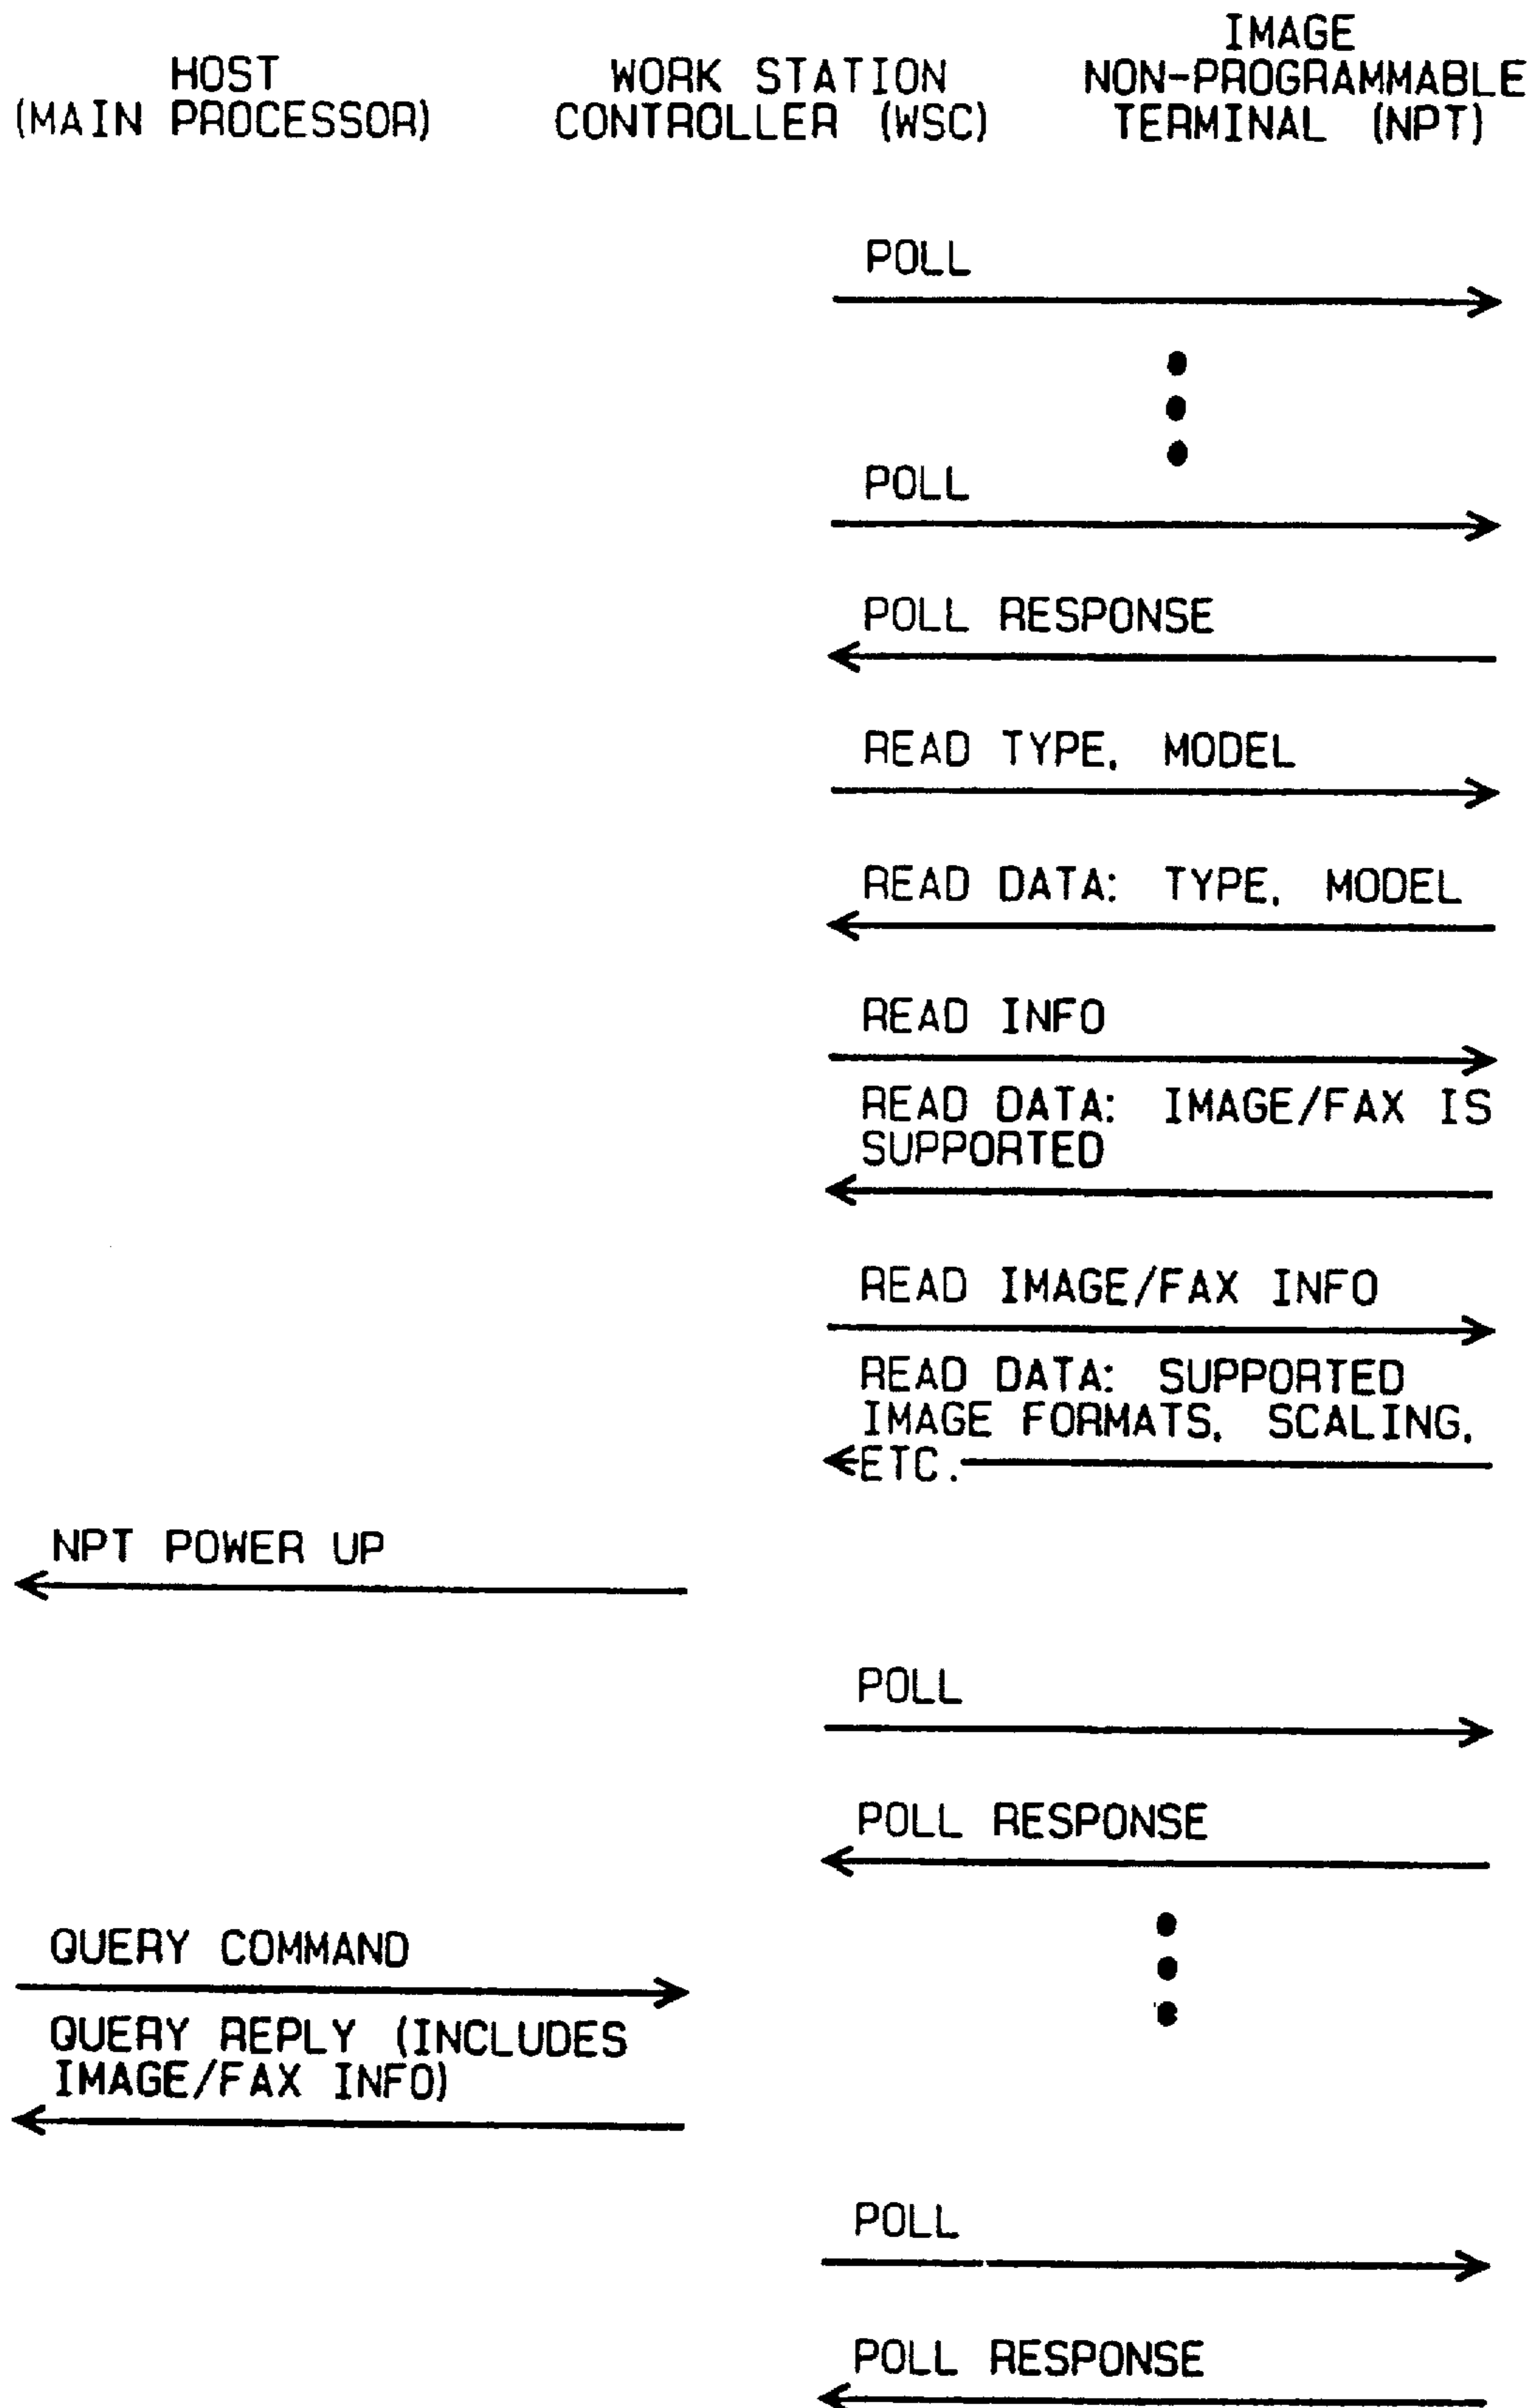 HOST
(MAIN PROCESSOR)
WORK STATION
CONTROLLER (WSC)
IMAGE
NON-PROGRAMMABLE
TERMINAL (NPT)
POLL
POLL
POLL RESPONSE
READ TYPE, MODEL
READ DATA: TYPE, MODEL
READ INFO
READ DATA: IMAGE/FAX IS
SUPPORTED
READ IMAGE/FAX INFO
READ DATA: SUPPORTED
IMAGE FORMATS, SCALING,
ETC.
NPT POWER UP
POLL
POLL RESPONSE
QUERY COMMAND
QUERY REPLY (INCLUDES
IMAGE/FAX INFO)
POLL
POLL RESPONSE